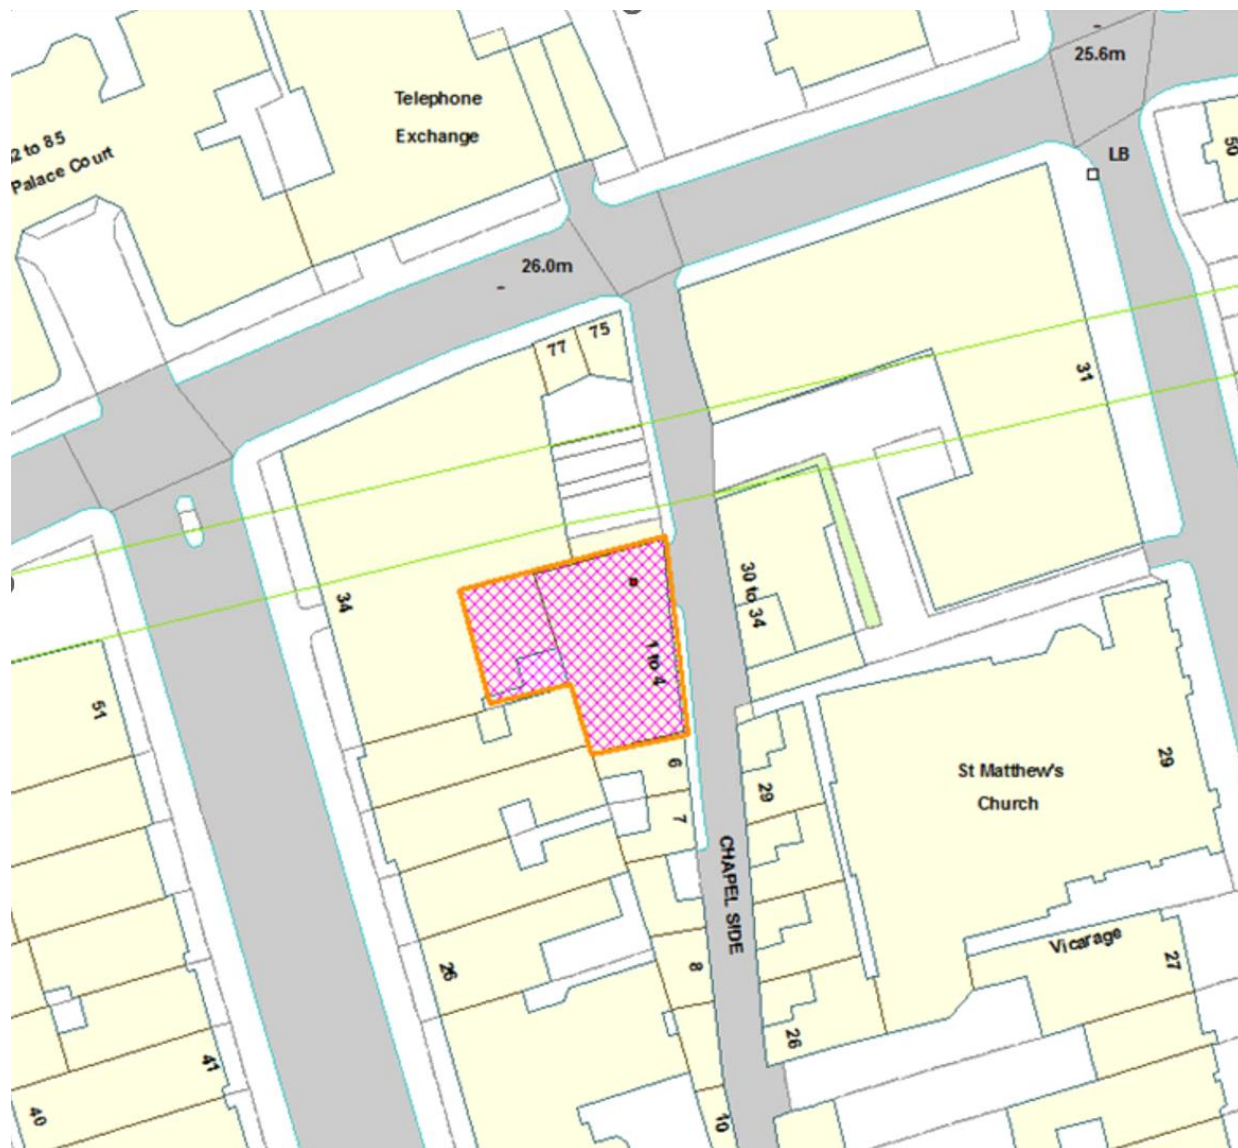 25.6m
Telephone
Exchange
2 to 85
Palace Court
LB
50
26.0m
77
75
31
34
30 to 34
1 to 4
51
6
29
St Matthew's
Church
29
7
CHAPEL SIDE
Vicarage
26
8
27
26
41
40
10